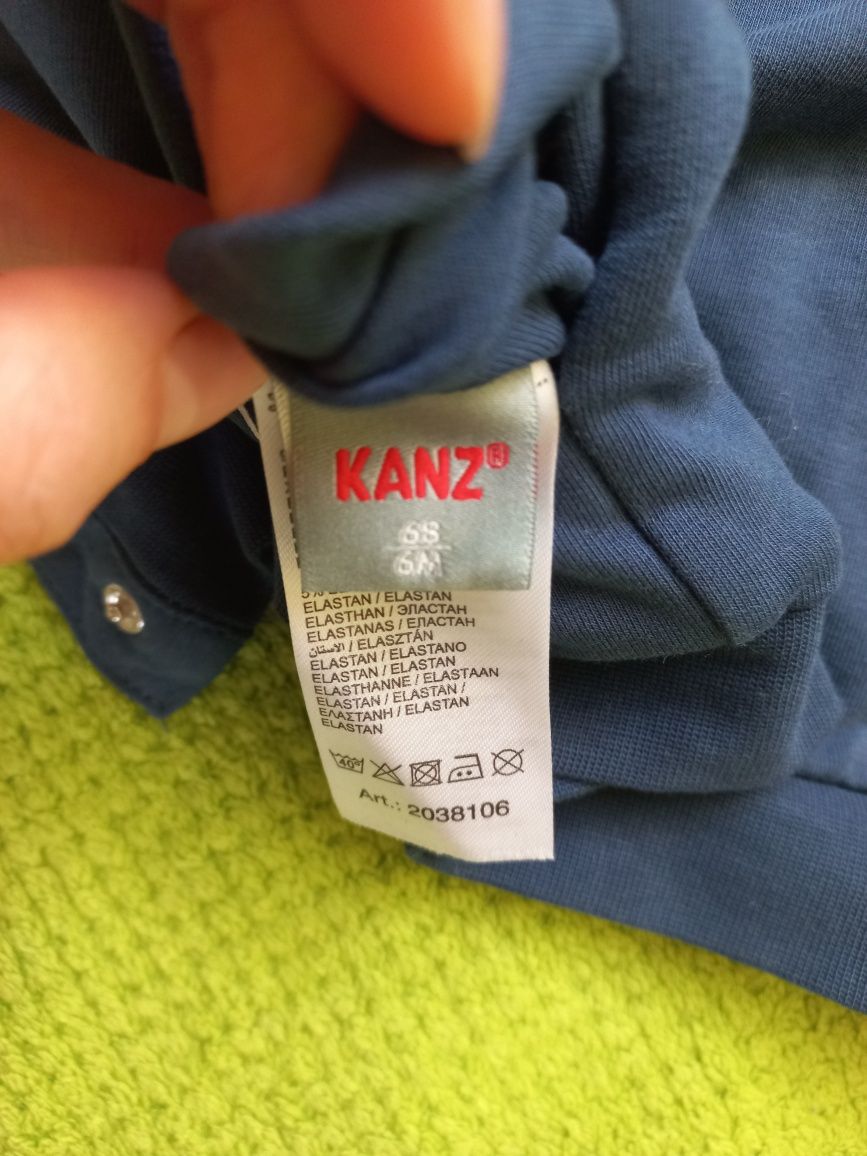 KANZ®
68
6M
ELASTAN / ELASTAN
ELASTHAN / ЭЛАСТАН
ELASTANAS / ΕΛΑCΤΑΗ
الاستان / ELASZTÁN
ELASTAN / ELASTANO
ELASTAN / ELASTAN
ELASTHANNE / ELASTAAN
ELASTAN / ELASTAN /
ΕΛΑΣΤΑΝΗ / ELASTAN
ELASTAN
40°
Art.: 2038106